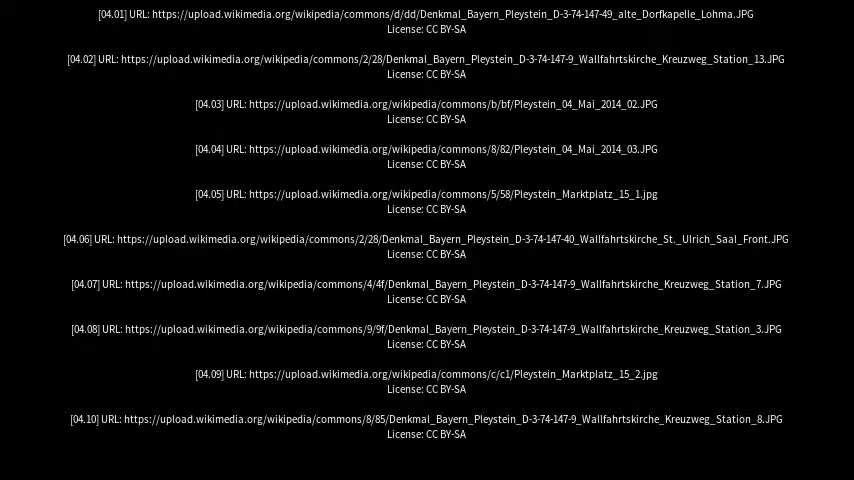 [04.01] URL: https://upload.wikimedia.org/wikipedia/commons/d/dd/Denkmal_Bayern_Pleystein_D-3-74-147-49_alte_Dorfkapelle_Lohma.JPG
License: CC BY-SA
[04.02] URL: https://upload.wikimedia.org/wikipedia/commons/2/28/Denkmal_Bayern_Pleystein_D-3-74-147-9_Wallfahrtskirche_Kreuzweg_Station_13.JPG
License: CC BY-SA
[04.03] URL: https://upload.wikimedia.org/wikipedia/commons/b/bf/Pleystein_04_Mai_2014_02.JPG
License: CC BY-SA
[04.04] URL: https://upload.wikimedia.org/wikipedia/commons/8/82/Pleystein_04_Mai_2014_03.JPG
License: CC BY-SA
[04.05] URL: https://upload.wikimedia.org/wikipedia/commons/5/58/Pleystein_Marktplatz_15_1.jpg
License: CC BY-SA
[04.06] URL: https://upload.wikimedia.org/wikipedia/commons/2/28/Denkmal_Bayern_Pleystein_D-3-74-147-40_Wallfahrtskirche_St._Ulrich_Saal_Front.JPG
License: CC BY-SA
[04.07] URL: https://upload.wikimedia.org/wikipedia/commons/4/4f/Denkmal_Bayern_Pleystein_D-3-74-147-9_Wallfahrtskirche_Kreuzweg_Station_7.JPG
License: CC BY-SA
[04.08] URL: https://upload.wikimedia.org/wikipedia/commons/9/9f/Denkmal_Bayern_Pleystein_D-3-74-147-9_Wallfahrtskirche_Kreuzweg_Station_3.JPG
License: CC BY-SA
[04.09] URL: https://upload.wikimedia.org/wikipedia/commons/c/c1/Pleystein_Marktplatz_15_2.jpg
License: CC BY-SA
[04.10] URL: https://upload.wikimedia.org/wikipedia/commons/8/85/Denkmal_Bayern_Pleystein_D-3-74-147-9_Wallfahrtskirche_Kreuzweg_Station_8.JPG
License: CC BY-SA